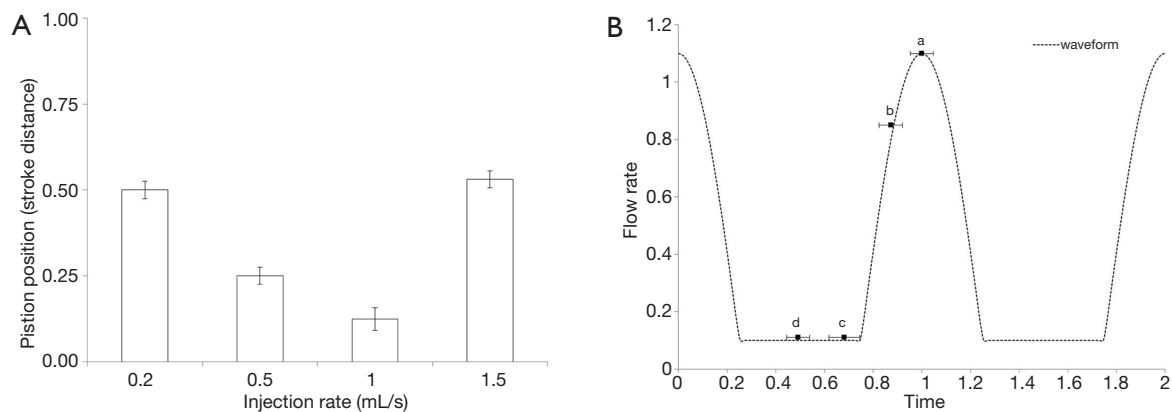 A
1.00
0.75
0.50
0.25
0.00
Pistion position (stroke distance)
0.2 0.5 1 1.5
Injection rate (mL/s)
B
1.2
1
0.8
0.6
0.4
0.2
0
Flow rate
waveform
a
b
d c
0 0.2 0.4 0.6 0.8 1 1.2 1.4 1.6 1.8 2
Time